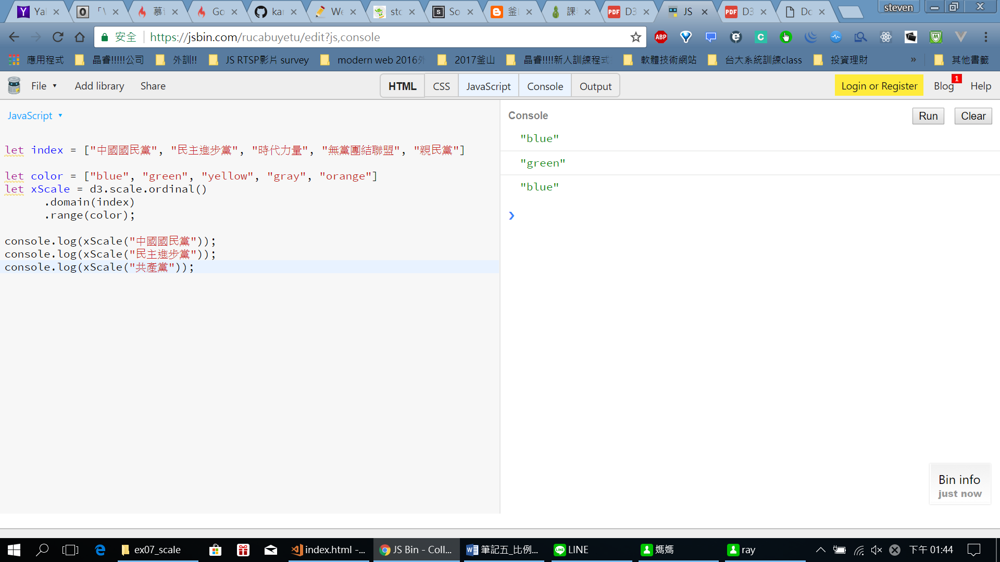 Yal
「\
慕
Go
kar
We
sto
So
釜
課
D3
JS
D3
Do
steven
安全
https://jsbin.com/rucabuyetu/edit?js,console
ABP
應用程式
晶睿!!!!!公司
外訓!!
JS RTSP影片 survey
modern web 2016外
2017釜山
晶睿!!!!新人訓練程式
軟體技術網站
台大系統訓練class
投資理財
»
其他書籤
File
Add library
Share
HTML
CSS
JavaScript
Console
Output
Login or Register
Blog
1
Help
JavaScript
let index = ["中國國民黨", "民主進步黨", "時代力量", "無黨團結聯盟", "親民黨"]
let color = ["blue", "green", "yellow", "gray", "orange"]
let xScale = d3.scale.ordinal()
.domain(index)
.range(color);
console.log(xScale("中國國民黨"));
console.log(xScale("民主進步黨"));
console.log(xScale("共產黨"));
Console
Run
Clear
"blue"
"green"
"blue"
Bin info
just now
ex07_scale
index.html -...
JS Bin - Coll...
筆記五_比例...
LINE
媽媽
ray
下午 01:44